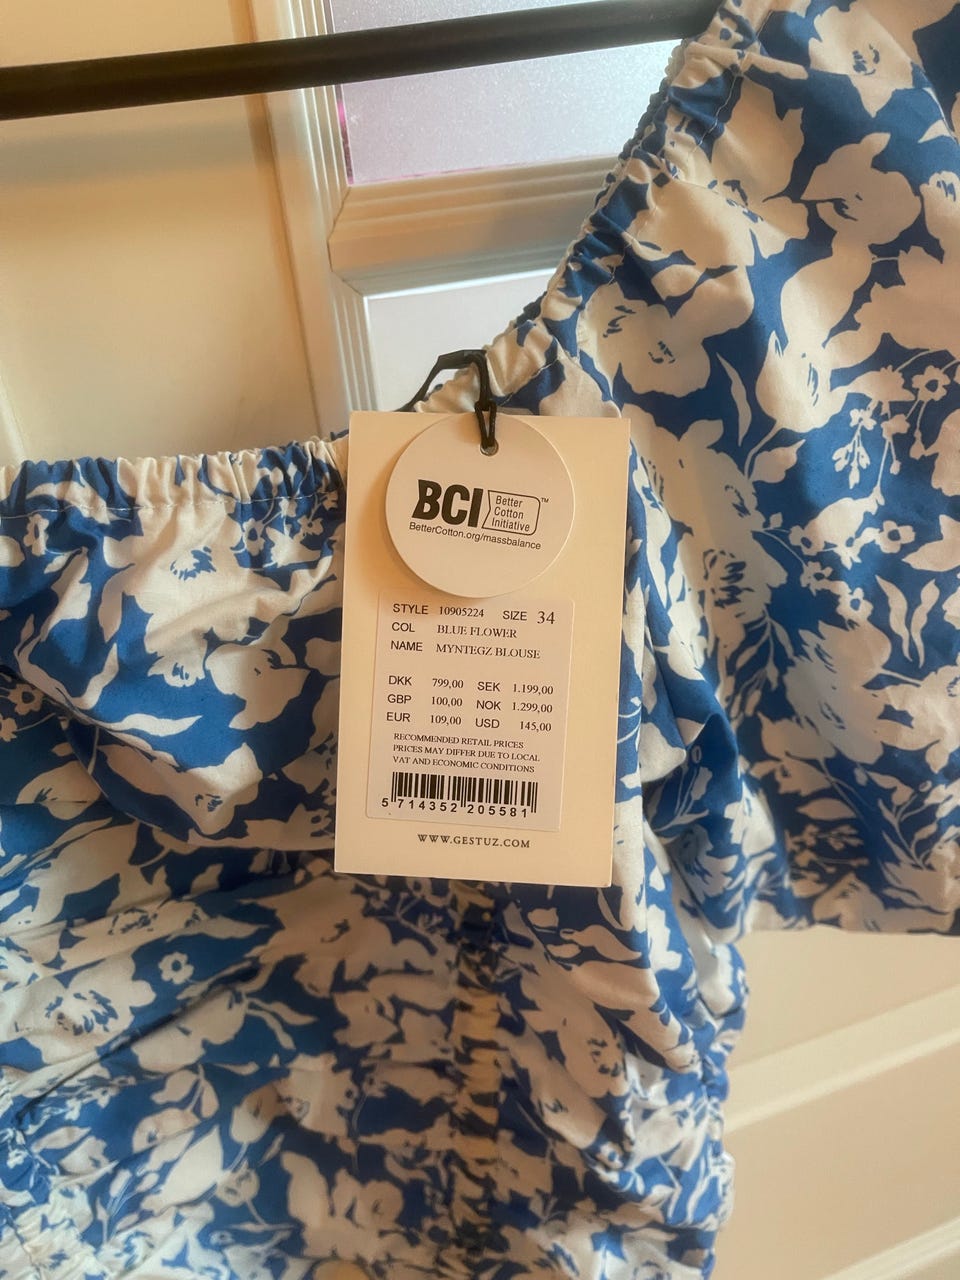 BCI Better Cotton Initiative™
BetterCotton.org/massbalance
STYLE 10905224 SIZE 34
COL BLUE FLOWER
NAME MYNTEGZ BLOUSE
DKK 799,00 SEK 1.199,00
GBP 100,00 NOK 1.299,00
EUR 109,00 USD 145,00
RECOMMENDED RETAIL PRICES
PRICES MAY DIFFER DUE TO LOCAL
VAT AND ECONOMIC CONDITIONS
5 714352 205581
WWW.GESTUZ.COM